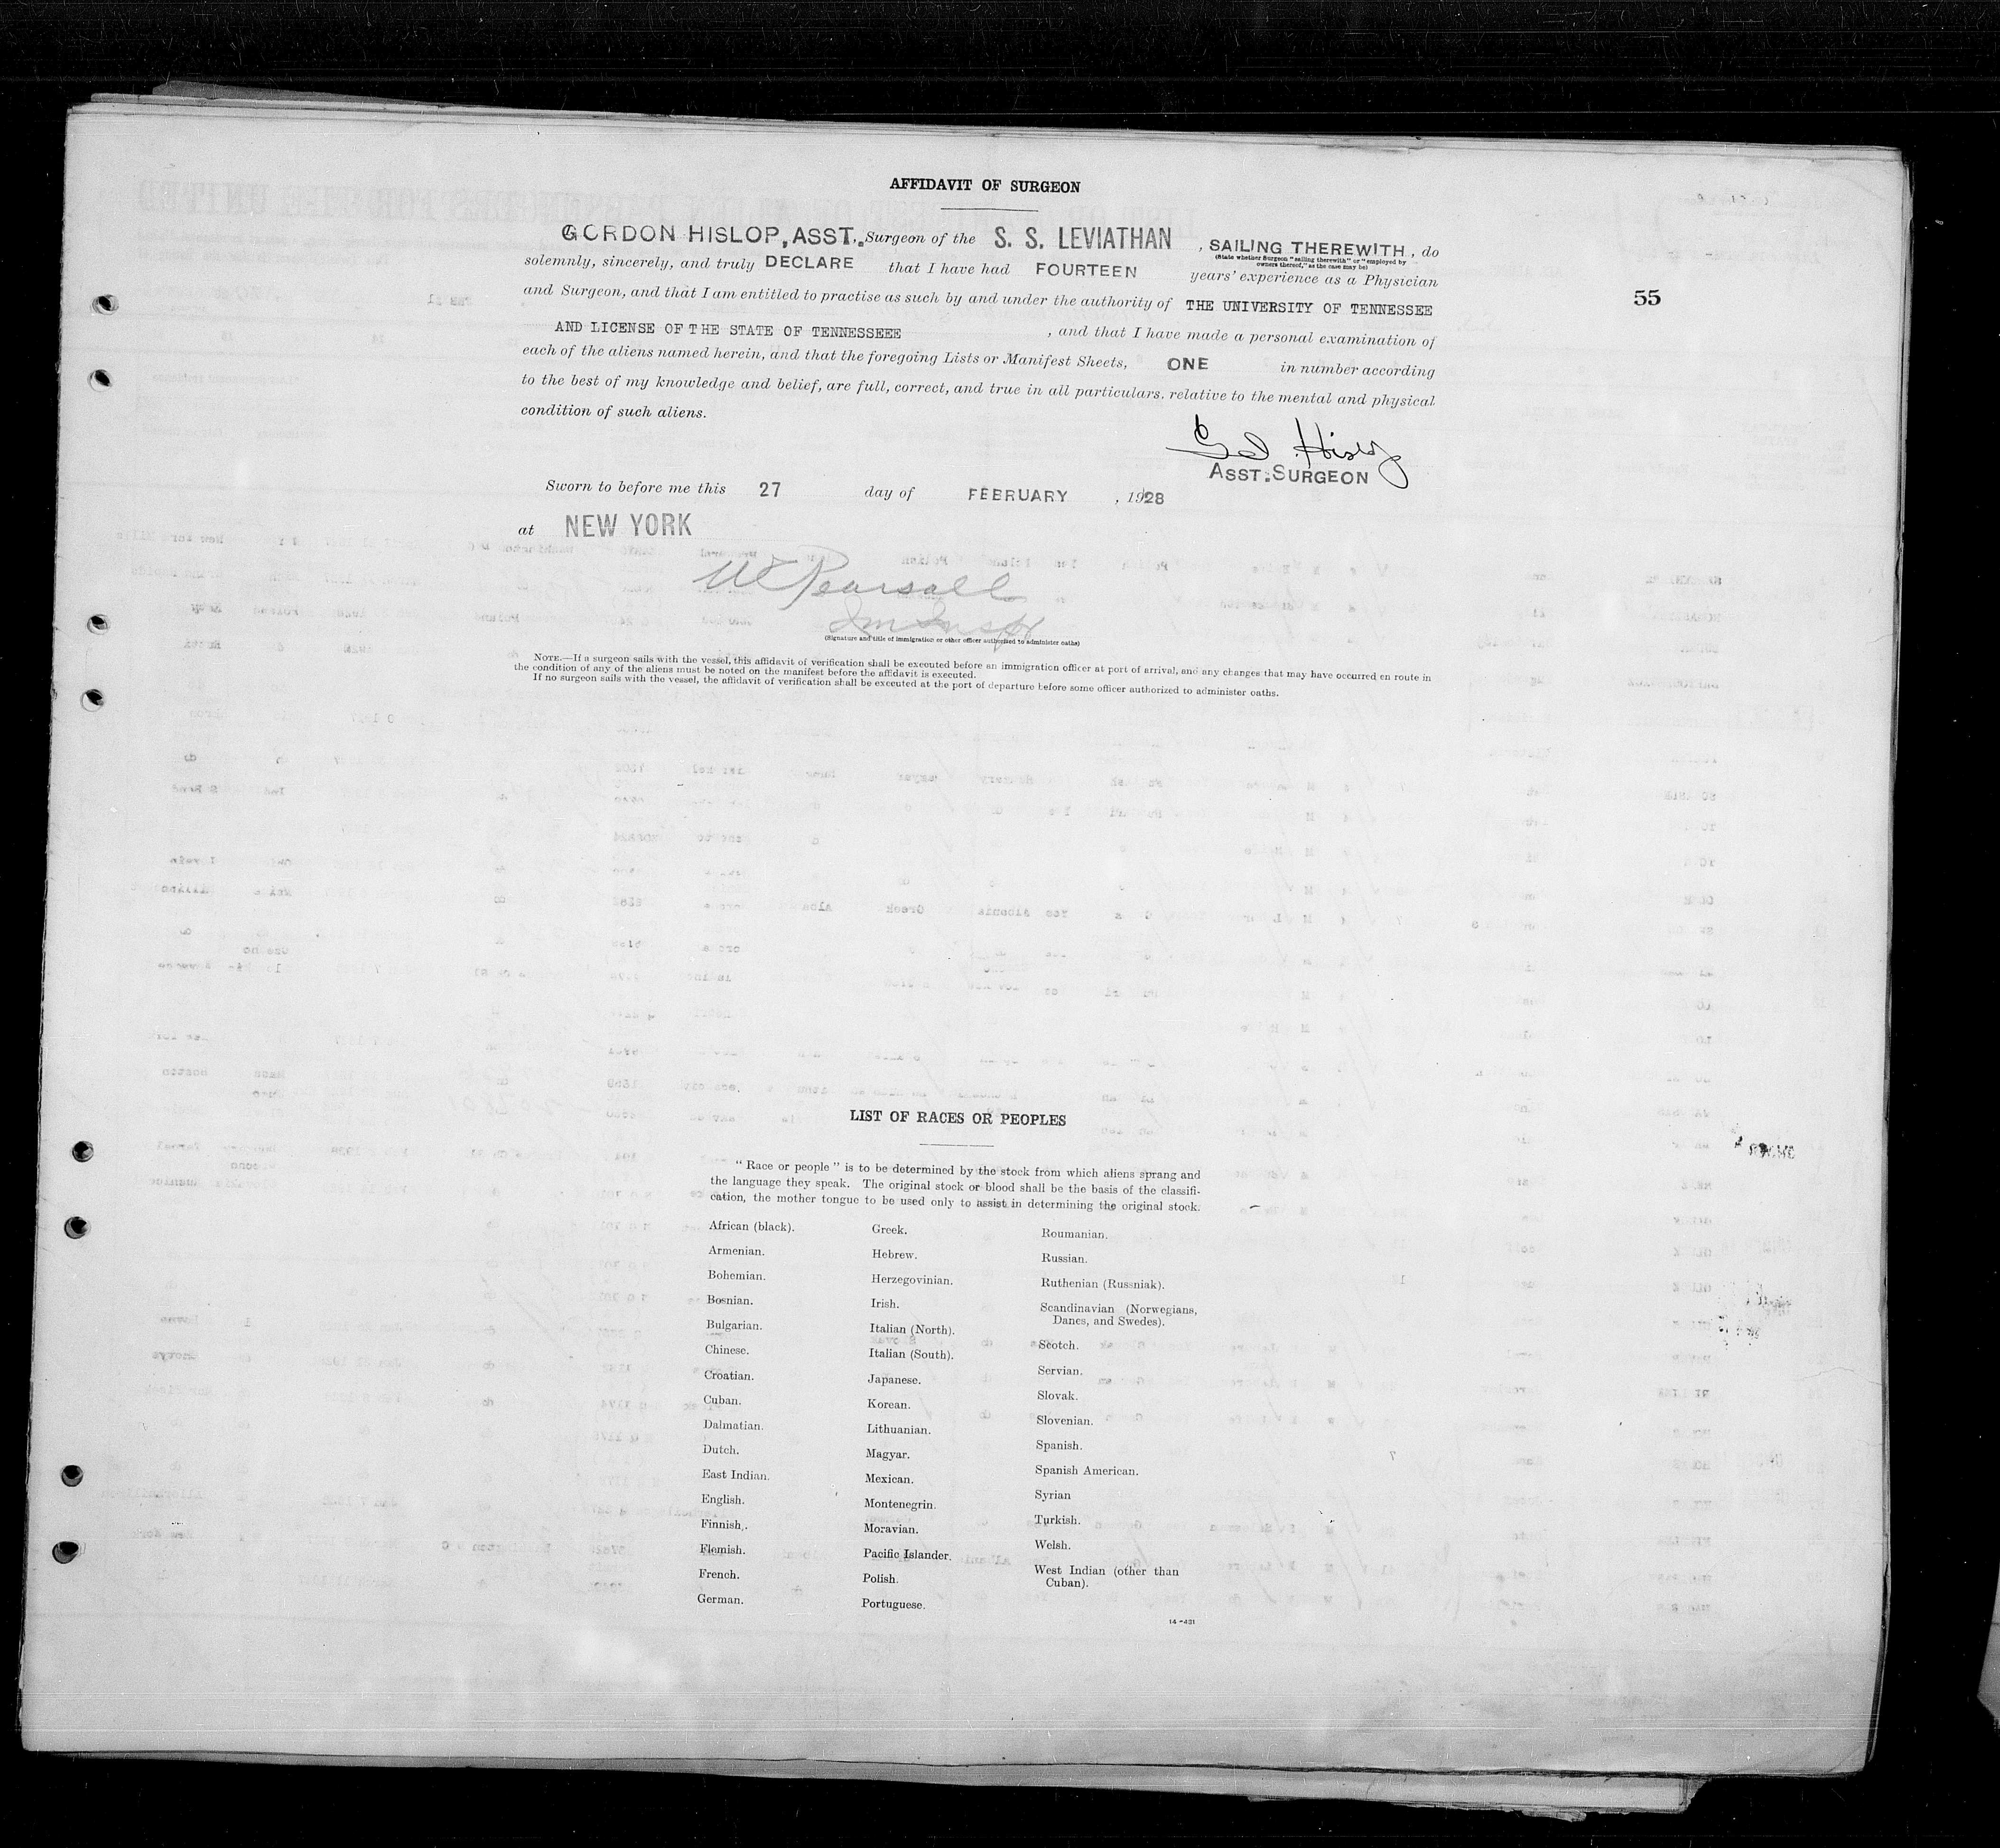 AFFIDAVIT OF SURGEON
GORDON HISLOP, ASST. Surgeon of the S. S. LEVIATHAN, SAILING THEREWITH, do
(State whether Surgeon "sailing therewith" or "employed by owners thereof," as the case may be)
solemnly, sincerely, and truly DECLARE that I have had FOURTEEN years' experience as a Physician
and Surgeon, and that I am entitled to practise as such by and under the authority of THE UNIVERSITY OF TENNESSEE
55
AND LICENSE OF THE STATE OF TENNESSEEE, and that I have made a personal examination of
each of the aliens named herein, and that the foregoing Lists or Manifest Sheets, ONE in number according
to the best of my knowledge and belief, are full, correct, and true in all particulars, relative to the mental and physical
condition of such aliens.
Hislop
ASST. SURGEON
Sworn to before me this 27 day of FEBRUARY, 1928
at NEW YORK
Pearsall
Im Insp
(Signature and title of immigration or other officer authorized to administer oaths)
NOTE.—If a surgeon sails with the vessel, this affidavit of verification shall be executed before an immigration officer at port of arrival, and any changes that may have occurred en route in
the condition of any of the aliens must be noted on the manifest before the affidavit is executed.
If no surgeon sails with the vessel, the affidavit of verification shall be executed at the port of departure before some officer authorized to administer oaths.
LIST OF RACES OR PEOPLES
"Race or people" is to be determined by the stock from which aliens sprang and
the language they speak. The original stock or blood shall be the basis of the classifi-
cation, the mother tongue to be used only to assist in determining the original stock.
African (black).
Armenian.
Bohemian.
Bosnian.
Bulgarian.
Chinese.
Croatian.
Cuban.
Dalmatian.
Dutch.
East Indian.
English.
Finnish.
Flemish.
French.
German.
Greek.
Hebrew.
Herzegovinian.
Irish.
Italian (North).
Italian (South).
Japanese.
Korean.
Lithuanian.
Magyar.
Mexican.
Montenegrin.
Moravian.
Pacific Islander.
Polish.
Portuguese.
Roumanian.
Russian.
Ruthenian (Russniak).
Scandinavian (Norwegians,
Danes, and Swedes).
Scotch.
Servian.
Slovak.
Slovenian.
Spanish.
Spanish American.
Syrian
Turkish.
Welsh.
West Indian (other than
Cuban).
14-431